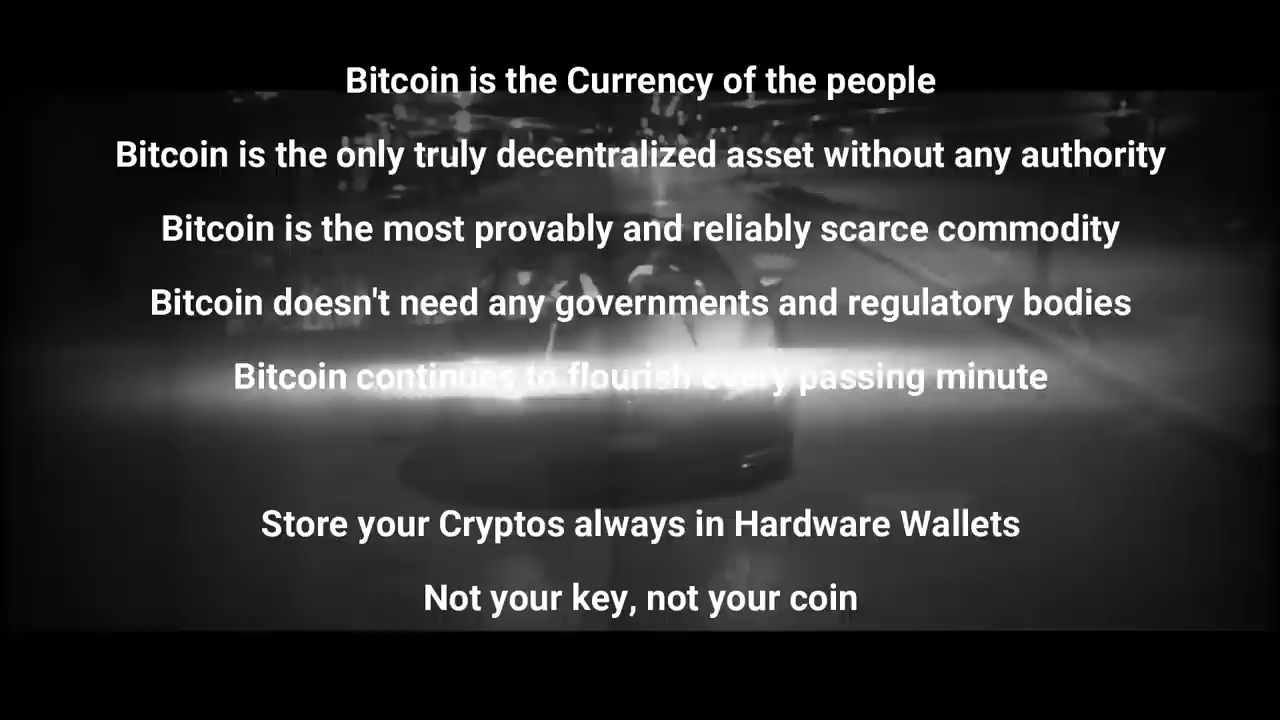 Bitcoin is the Currency of the people
Bitcoin is the only truly decentralized asset without any authority
Bitcoin is the most provably and reliably scarce commodity
Bitcoin doesn't need any governments and regulatory bodies
Bitcoin continues to flourish every passing minute
Store your Cryptos always in Hardware Wallets
Not your key, not your coin